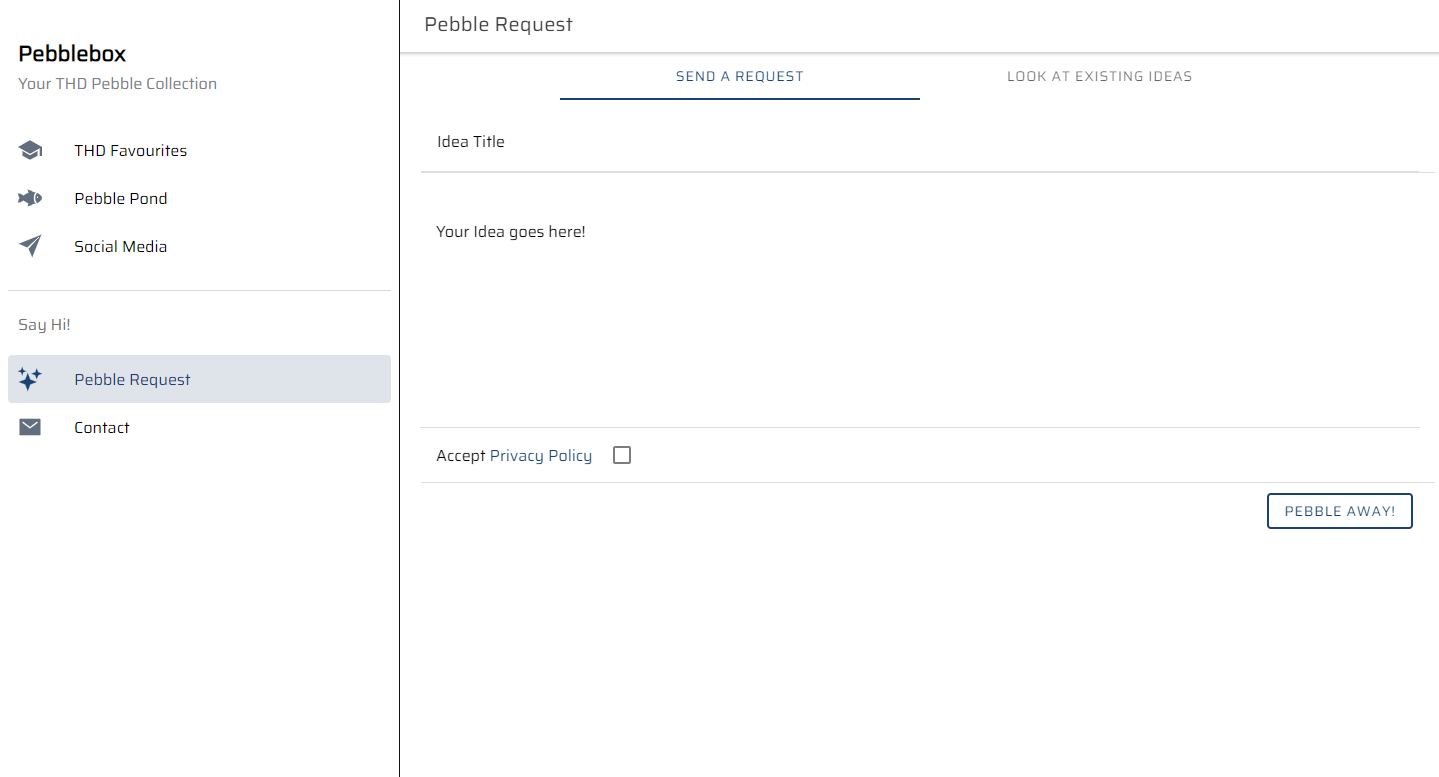 Pebblebox
Your THD Pebble Collection
THD Favourites
Pebble Pond
Social Media
Say Hi!
Pebble Request
Contact
Pebble Request
SEND A REQUEST
LOOK AT EXISTING IDEAS
Idea Title
Your Idea goes here!
Accept Privacy Policy
PEBBLE AWAY!